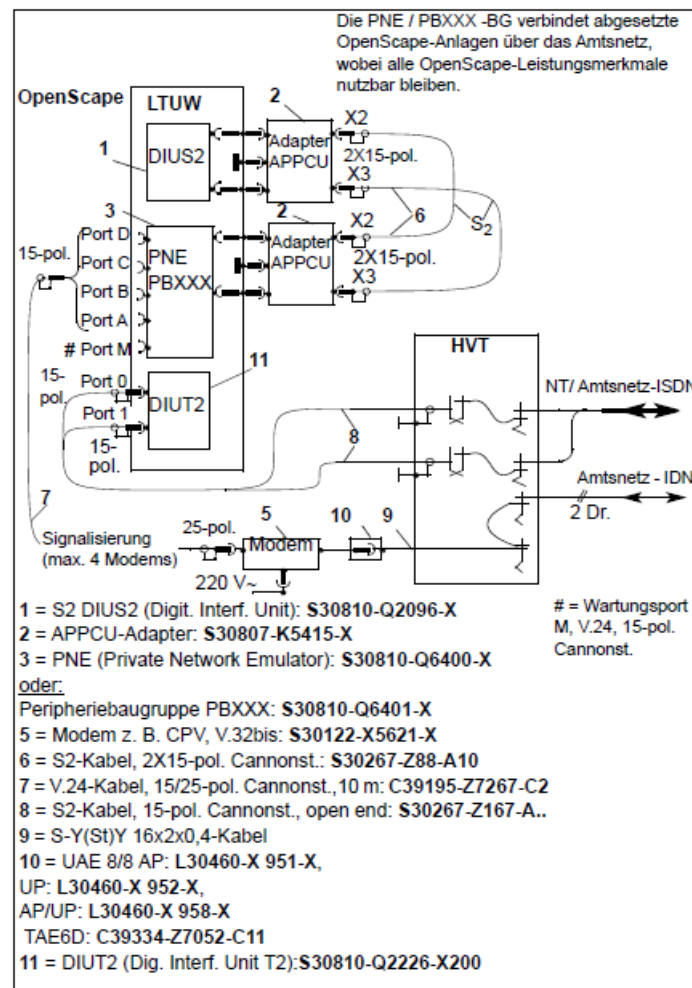 Die PNE / PBXXX -BG verbindet abgesetzte
OpenScape-Anlagen über das Amtsnetz,
wobei alle OpenScape-Leistungsmerkmale
nutzbar bleiben.
OpenScape
LTUW
2
X2
1
DIUS2
Adapter
APPCU
2X15-pol.
X3
3
2
X2
6
S2
Port D
15-pol.
Port C
PNE
PBXXX
Adapter
APPCU
2X15-pol.
Port B
X3
Port A
# Port M
HVT
11
15-
pol.
Port 0
NT/ Amtsnetz-ISDN
Port 1
DIUT2
15-
pol.
8
Amtsnetz - IDN
7
5
10
9
2 Dr.
Signalisierung
(max. 4 Modems)
25-pol.
Modem
220 V~
1 = S2 DIUS2 (Digit. Interf. Unit): S30810-Q2096-X
# = Wartungsport
M, V.24, 15-pol.
Cannonst.
2 = APPCU-Adapter: S30807-K5415-X
3 = PNE (Private Network Emulator): S30810-Q6400-X
oder:
Peripheriebaugruppe PBXXX: S30810-Q6401-X
5 = Modem z. B. CPV, V.32bis: S30122-X5621-X
6 = S2-Kabel, 2X15-pol. Cannonst.: S30267-Z88-A10
7 = V.24-Kabel, 15/25-pol. Cannonst.,10 m: C39195-Z7267-C2
8 = S2-Kabel, 15-pol. Cannonst., open end: S30267-Z167-A..
9 = S-Y(St)Y 16x2x0,4-Kabel
10 = UAE 8/8 AP: L30460-X 951-X,
UP: L30460-X 952-X,
AP/UP: L30460-X 958-X
TAE6D: C39334-Z7052-C11
11 = DIUT2 (Dig. Interf. Unit T2):S30810-Q2226-X200